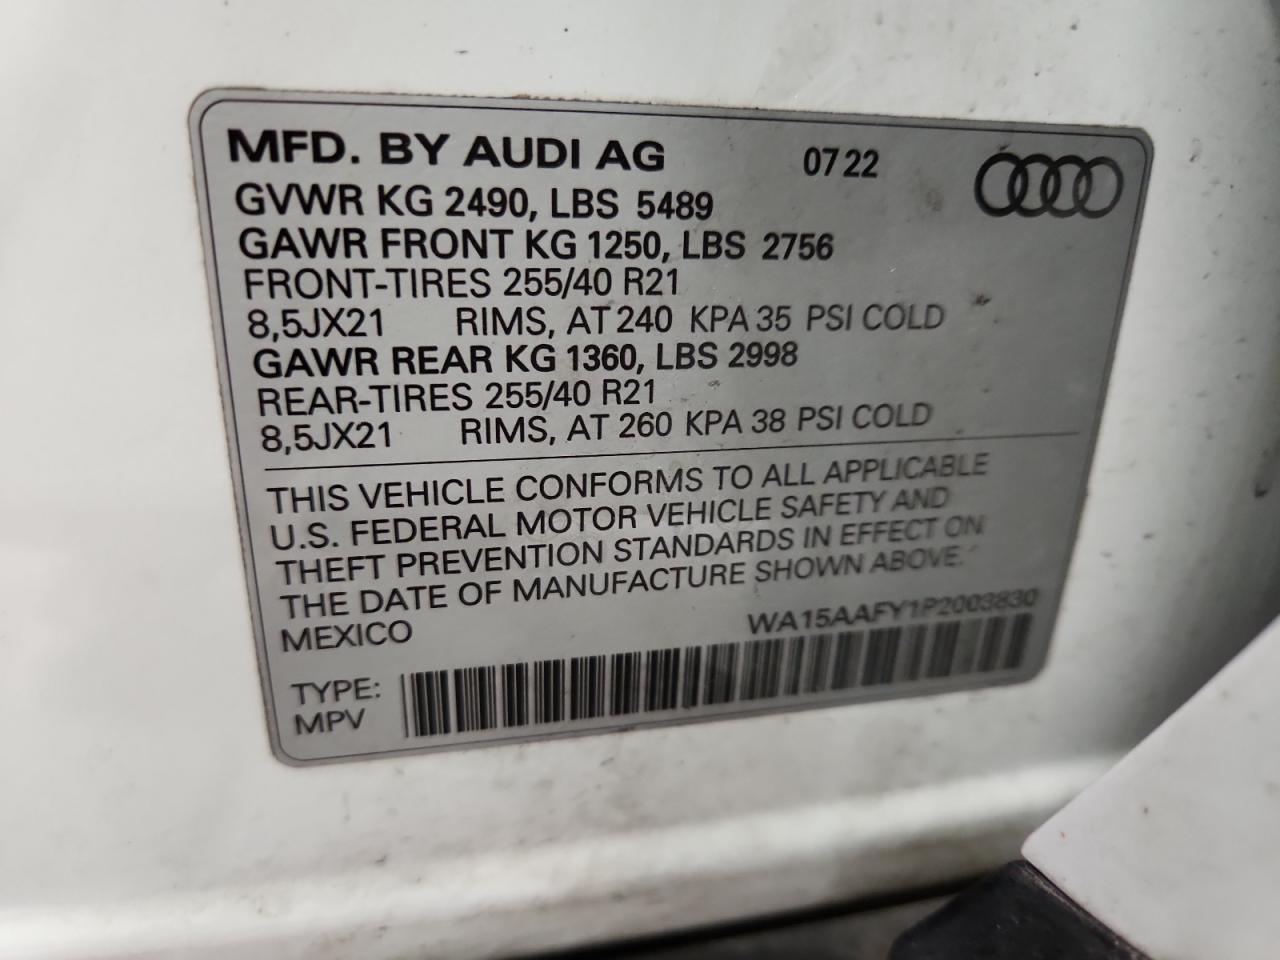 MFD. BY AUDI AG 07 22
GVWR KG 2490, LBS 5489
GAWR FRONT KG 1250, LBS 2756
FRONT-TIRES 255/40 R21
8,5JX21 RIMS, AT 240 KPA 35 PSI COLD
GAWR REAR KG 1360, LBS 2998
REAR-TIRES 255/40 R21
8,5JX21 RIMS, AT 260 KPA 38 PSI COLD
THIS VEHICLE CONFORMS TO ALL APPLICABLE
U.S. FEDERAL MOTOR VEHICLE SAFETY AND
THEFT PREVENTION STANDARDS IN EFFECT ON
THE DATE OF MANUFACTURE SHOWN ABOVE.
MEXICO WA15AAFY1P2003830
TYPE:
MPV